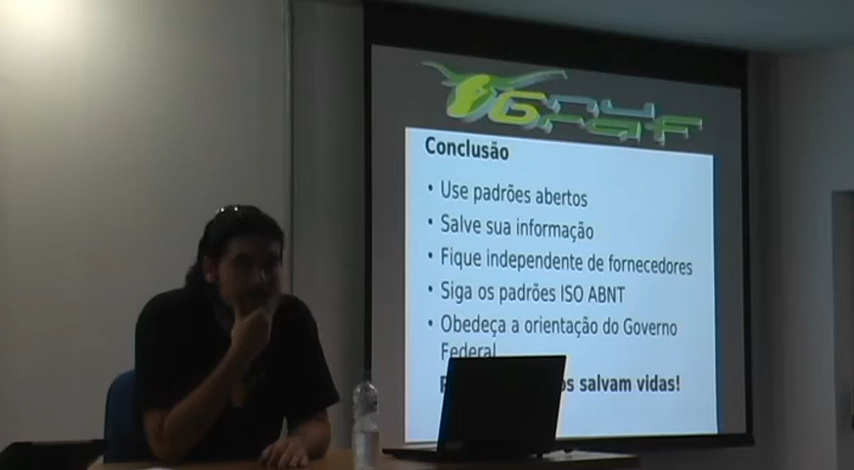 Conclusão
• Use padrões abertos
• Salve sua informação
• Fique independente de fornecedores
• Siga os padrões ISO ABNT
• Obedeça a orientação do Governo
Federal
salvam vidas!